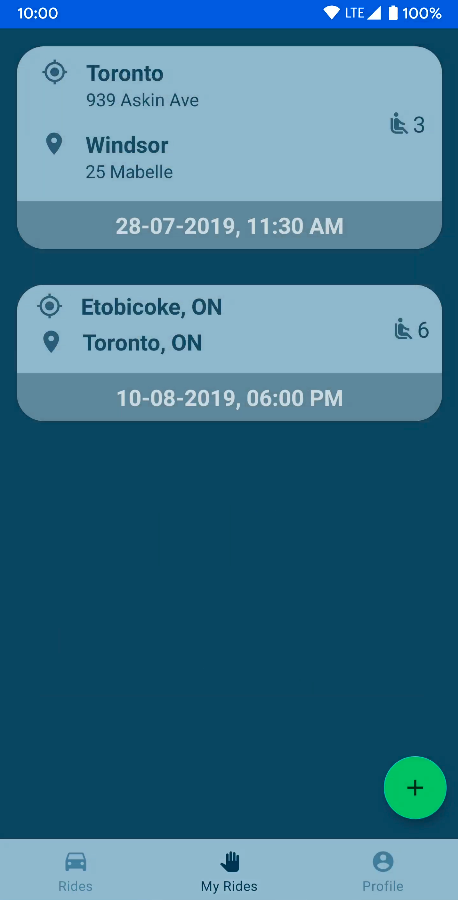 10:00 LTE 100%
Toronto
939 Askin Ave
Windsor
25 Mabelle
3
28-07-2019, 11:30 AM
Etobicoke, ON
Toronto, ON
6
10-08-2019, 06:00 PM
+
Rides My Rides Profile